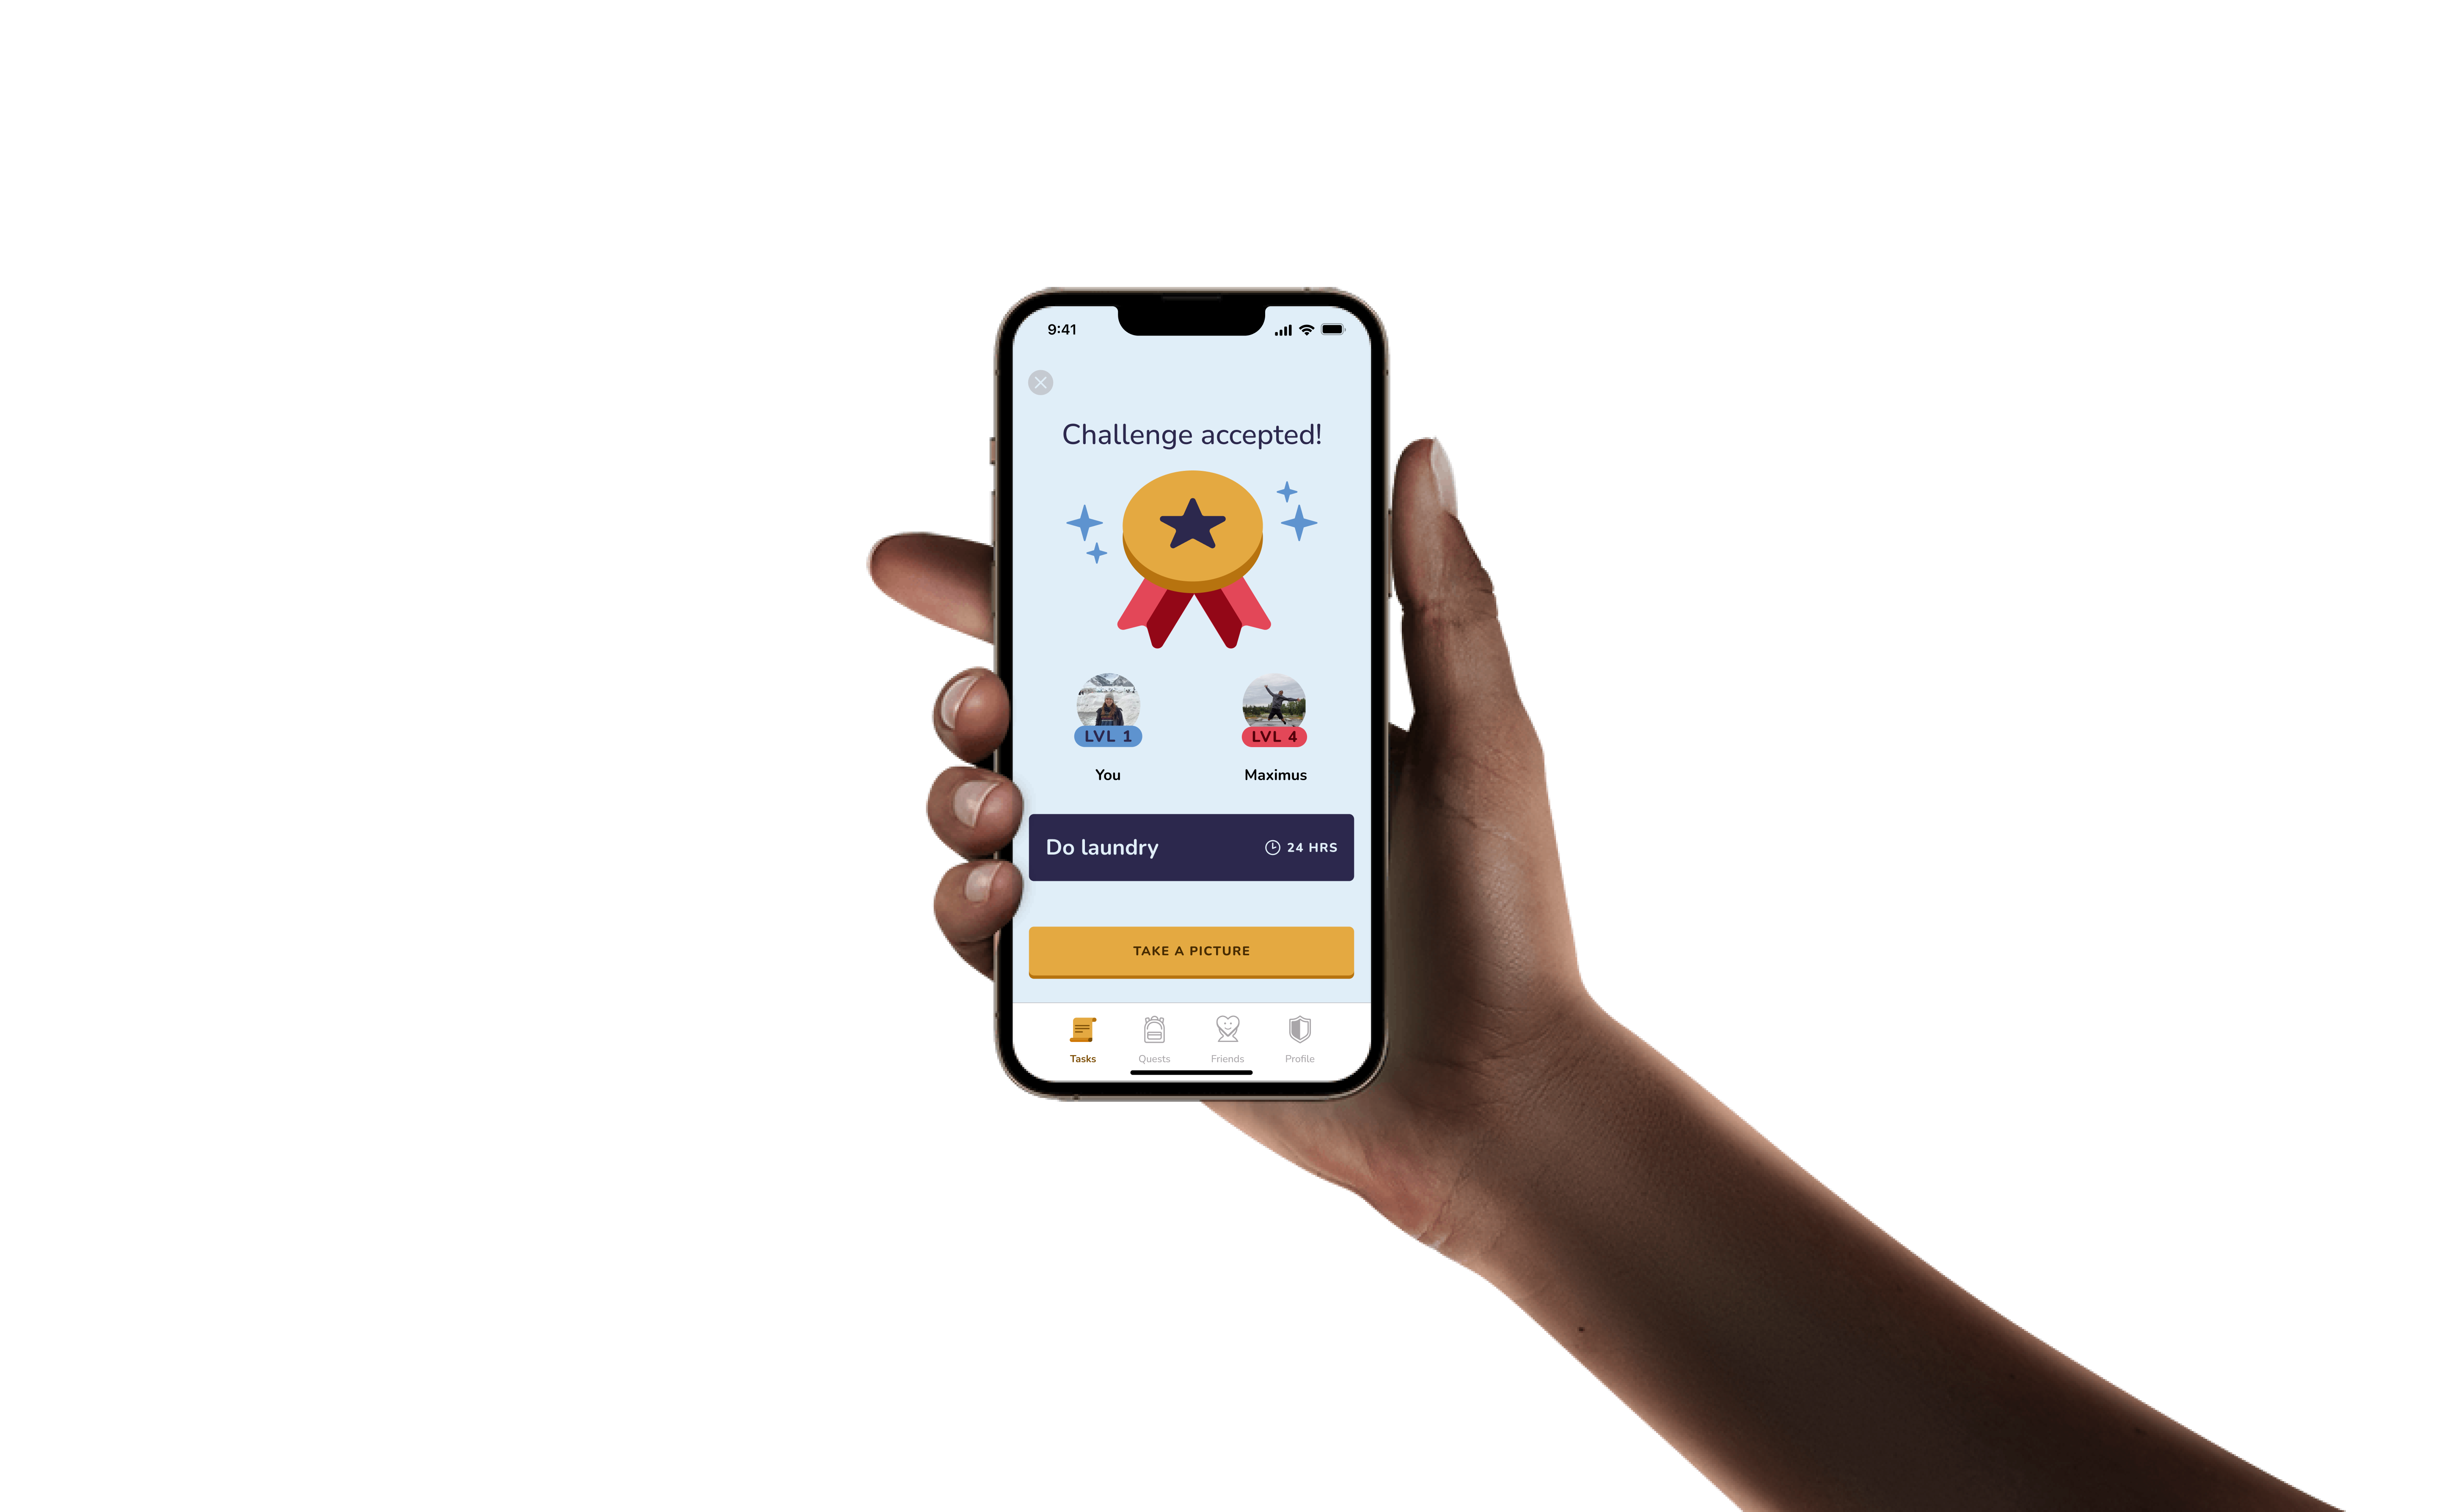 9:41
Challenge accepted!
LVL 1
LVL 4
You
Maximus
Do laundry
24 HRS
TAKE A PICTURE
Tasks
Quests
Friends
Profile